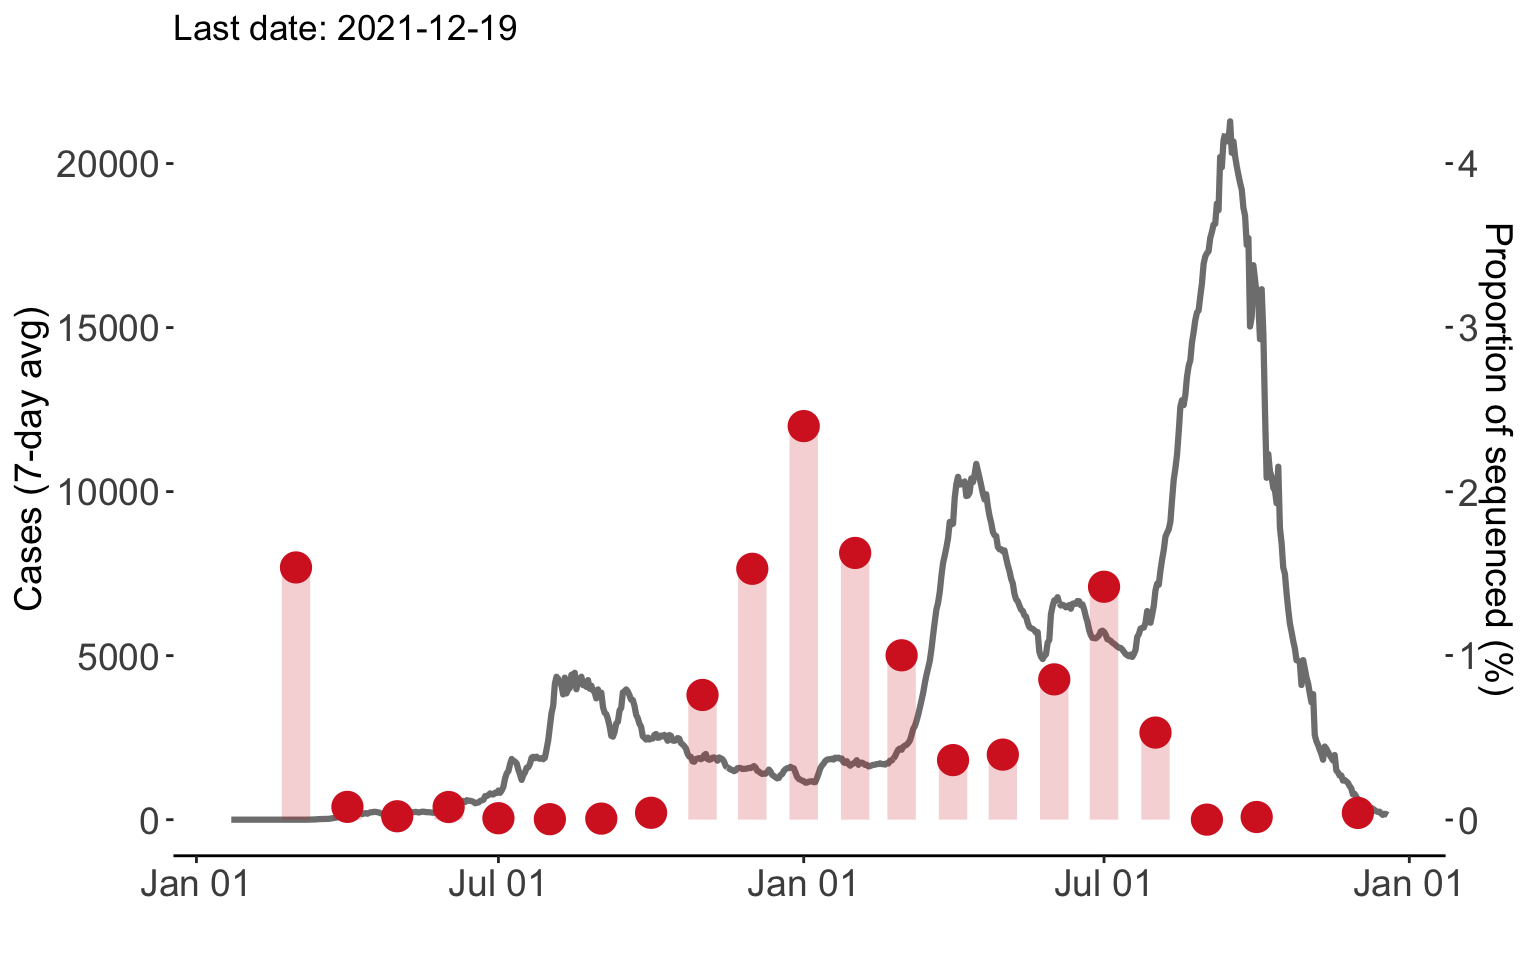 Last date: 2021-12-19
Cases (7-day avg)
20000
15000
10000
5000
0
4
3
2
1
0
Proportion of sequenced (%)
Jan 01
Jul 01
Jan 01
Jul 01
Jan 01